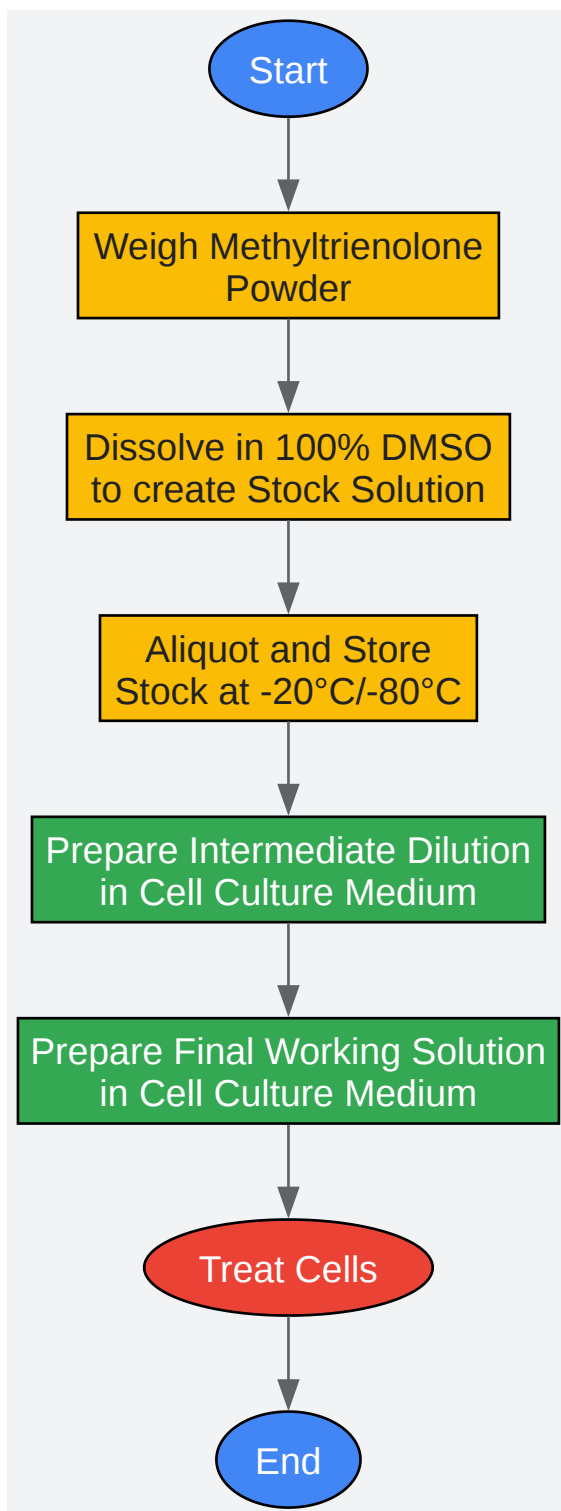 Start
Weigh Methyltrienolone
Powder
Dissolve in 100% DMSO
to create Stock Solution
Aliquot and Store
Stock at -20°C/-80°C
Prepare Intermediate Dilution
in Cell Culture Medium
Prepare Final Working Solution
in Cell Culture Medium
Treat Cells
End